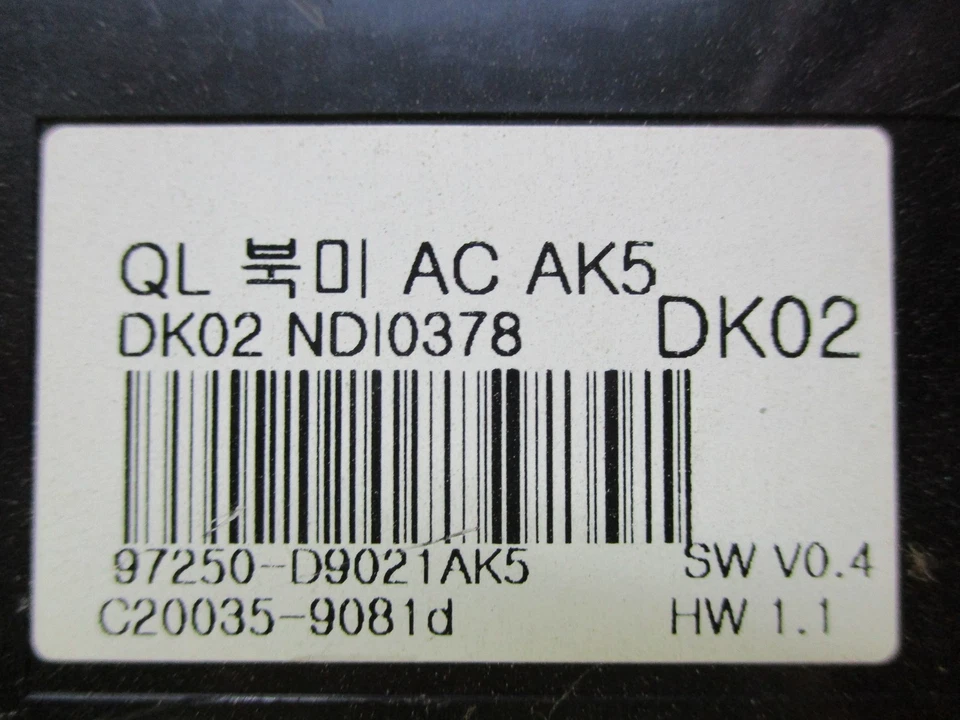 QL 북미 AC AK5
DK02 NDI0378
DK02
97250-D9021AK5
SW V0.4
C20035-9081d
HW 1.1